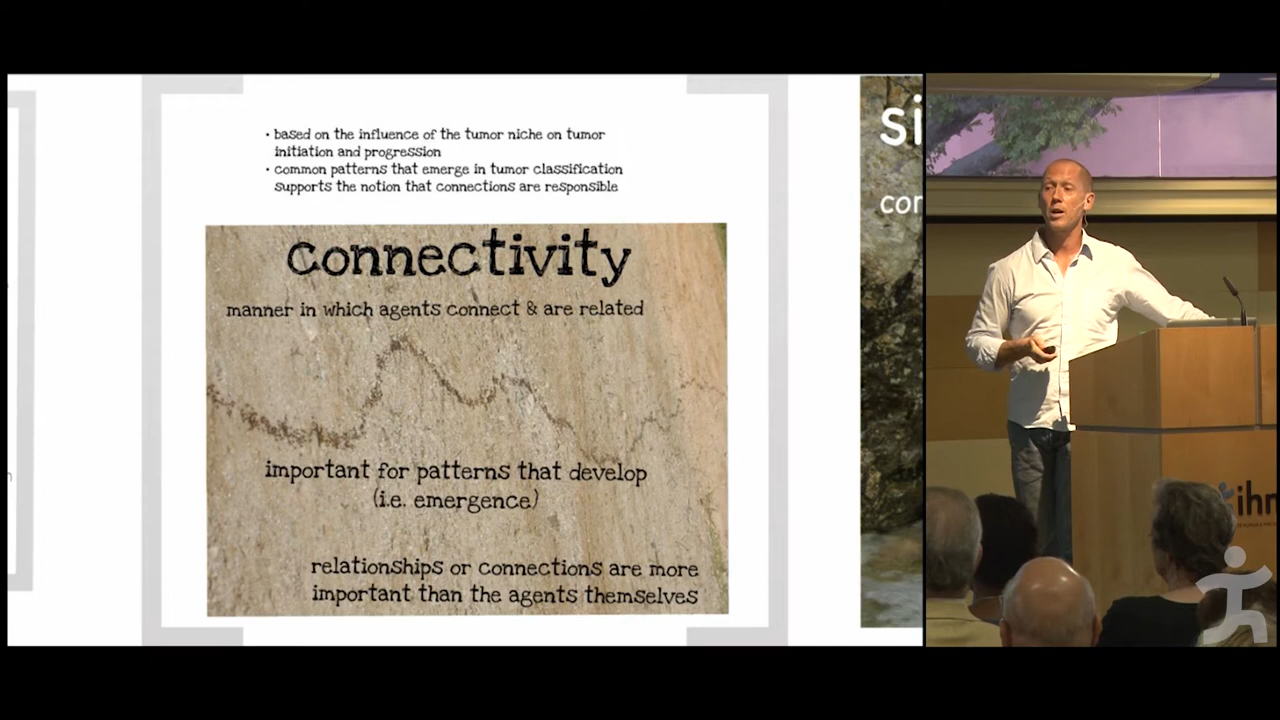 • based on the influence of the tumor niche on tumor
initiation and progression
• common patterns that emerge in tumor classification
supports the notion that connections are responsible
connectivity
manner in which agents connect & are related
important for patterns that develop
(i.e. emergence)
relationships or connections are more
important than the agents themselves
si
cor
ihm